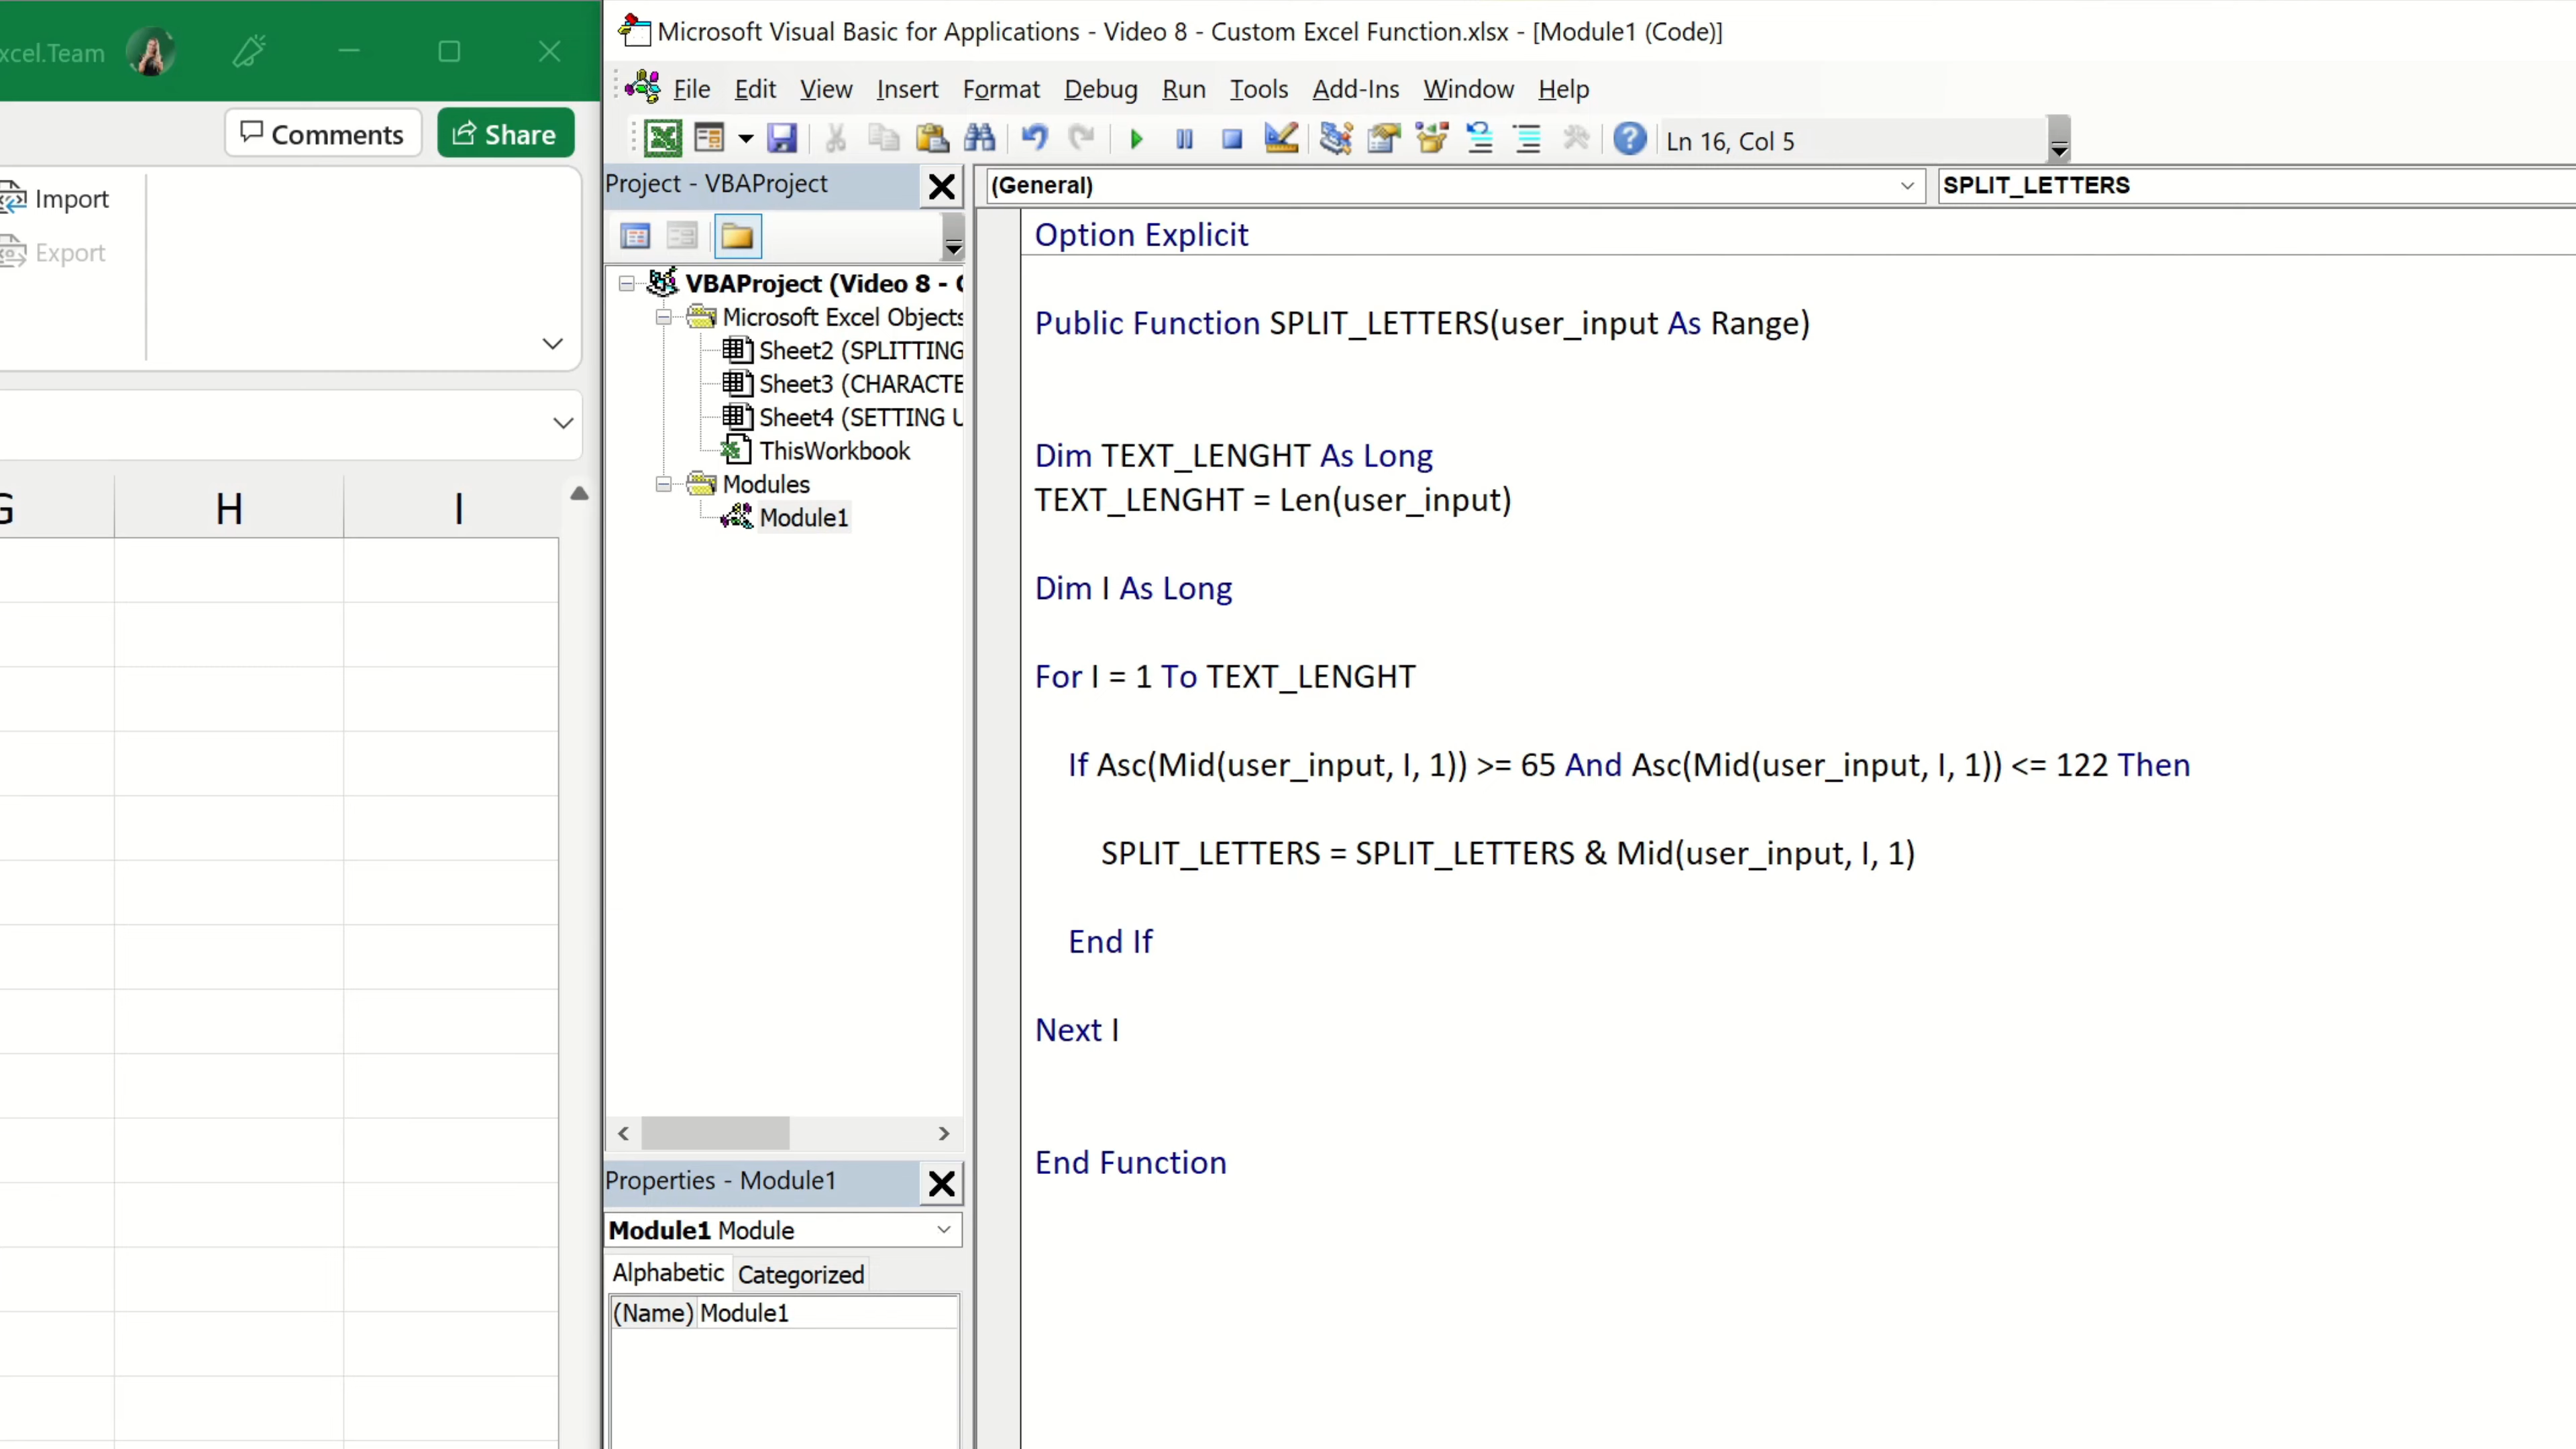 xcel.Team
Comments
Share
Import
Export
G
H
I
Microsoft Visual Basic for Applications - Video 8 - Custom Excel Function.xlsx - [Module1 (Code)]
File Edit View Insert Format Debug Run Tools Add-Ins Window Help
Ln 16, Col 5
Project - VBAProject
VBAProject (Video 8 - C
Microsoft Excel Objects
Sheet2 (SPLITTING
Sheet3 (CHARACTE
Sheet4 (SETTING U
ThisWorkbook
Modules
Module1
Properties - Module1
Module1 Module
Alphabetic Categorized
(Name) Module1
(General)
SPLIT_LETTERS
Option Explicit
Public Function SPLIT_LETTERS(user_input As Range)
Dim TEXT_LENGHT As Long
TEXT_LENGHT = Len(user_input)
Dim I As Long
For I = 1 To TEXT_LENGHT
If Asc(Mid(user_input, I, 1)) >= 65 And Asc(Mid(user_input, I, 1)) <= 122 Then
SPLIT_LETTERS = SPLIT_LETTERS & Mid(user_input, I, 1)
End If
Next I
End Function